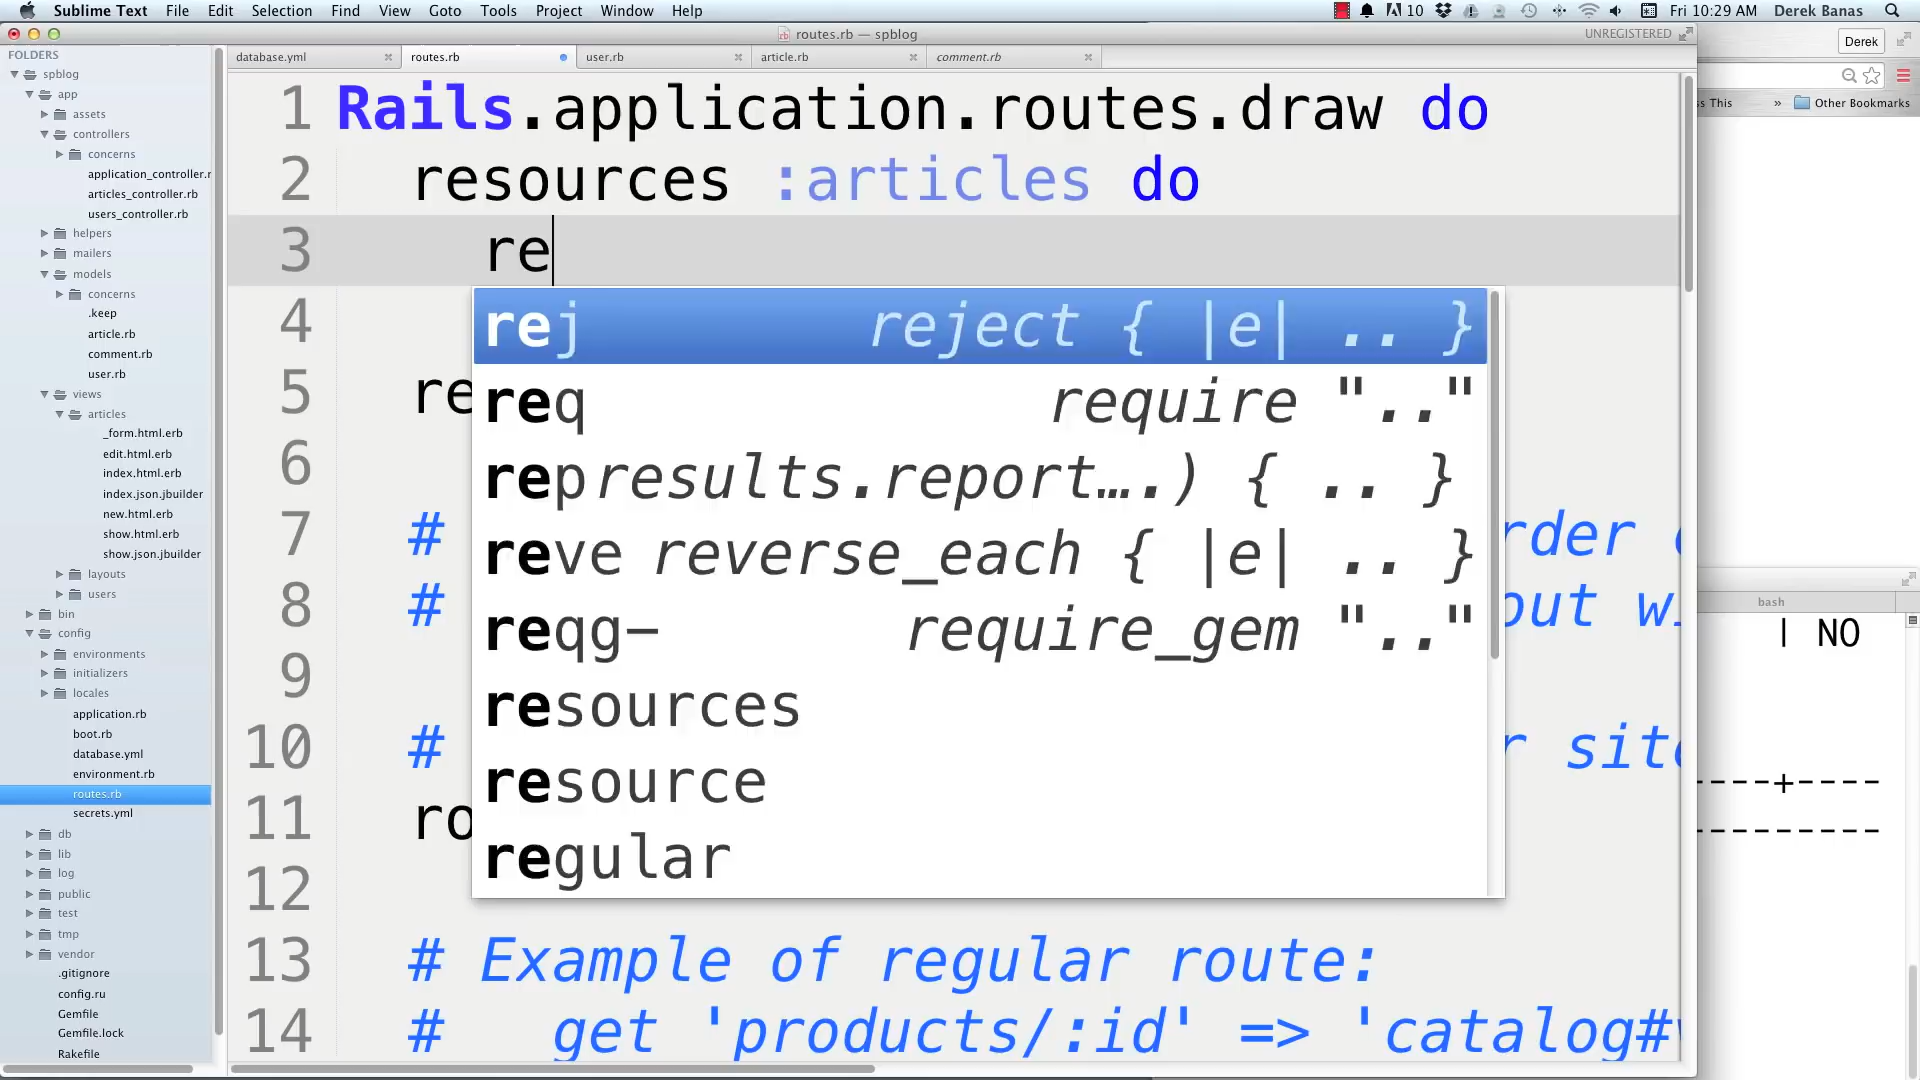 Sublime Text File Edit Selection Find View Goto Tools Project Window Help 10 Fri 10:29 AM Derek Banas
routes.rb — spblog UNREGISTERED
Derek
FOLDERS
database.yml routes.rb user.rb article.rb comment.rb
spblog
app
assets
controllers
concerns
application_controller.r
articles_controller.rb
users_controller.rb
helpers
mailers
models
concerns
.keep
article.rb
comment.rb
user.rb
views
articles
_form.html.erb
edit.html.erb
index.html.erb
index.json.jbuilder
new.html.erb
show.html.erb
show.json.jbuilder
layouts
users
bin
config
environments
initializers
locales
application.rb
boot.rb
database.yml
environment.rb
routes.rb
secrets.yml
db
lib
log
public
test
tmp
vendor
.gitignore
config.ru
Gemfile
Gemfile.lock
Rakefile
1 Rails.application.routes.draw do
2 resources :articles do
3 re
4
5 re
6
7 # rder
8 # out wi
9
10 # r site
11 ro
12
13 # Example of regular route:
14 # get 'products/:id' => 'catalog#v
rej reject { |e| .. }
req require ".."
rep results.report….) { .. }
reve reverse_each { |e| .. }
reqg- require_gem ".."
resources
resource
regular
ss This » Other Bookmarks
bash
| NO
----+----
---------